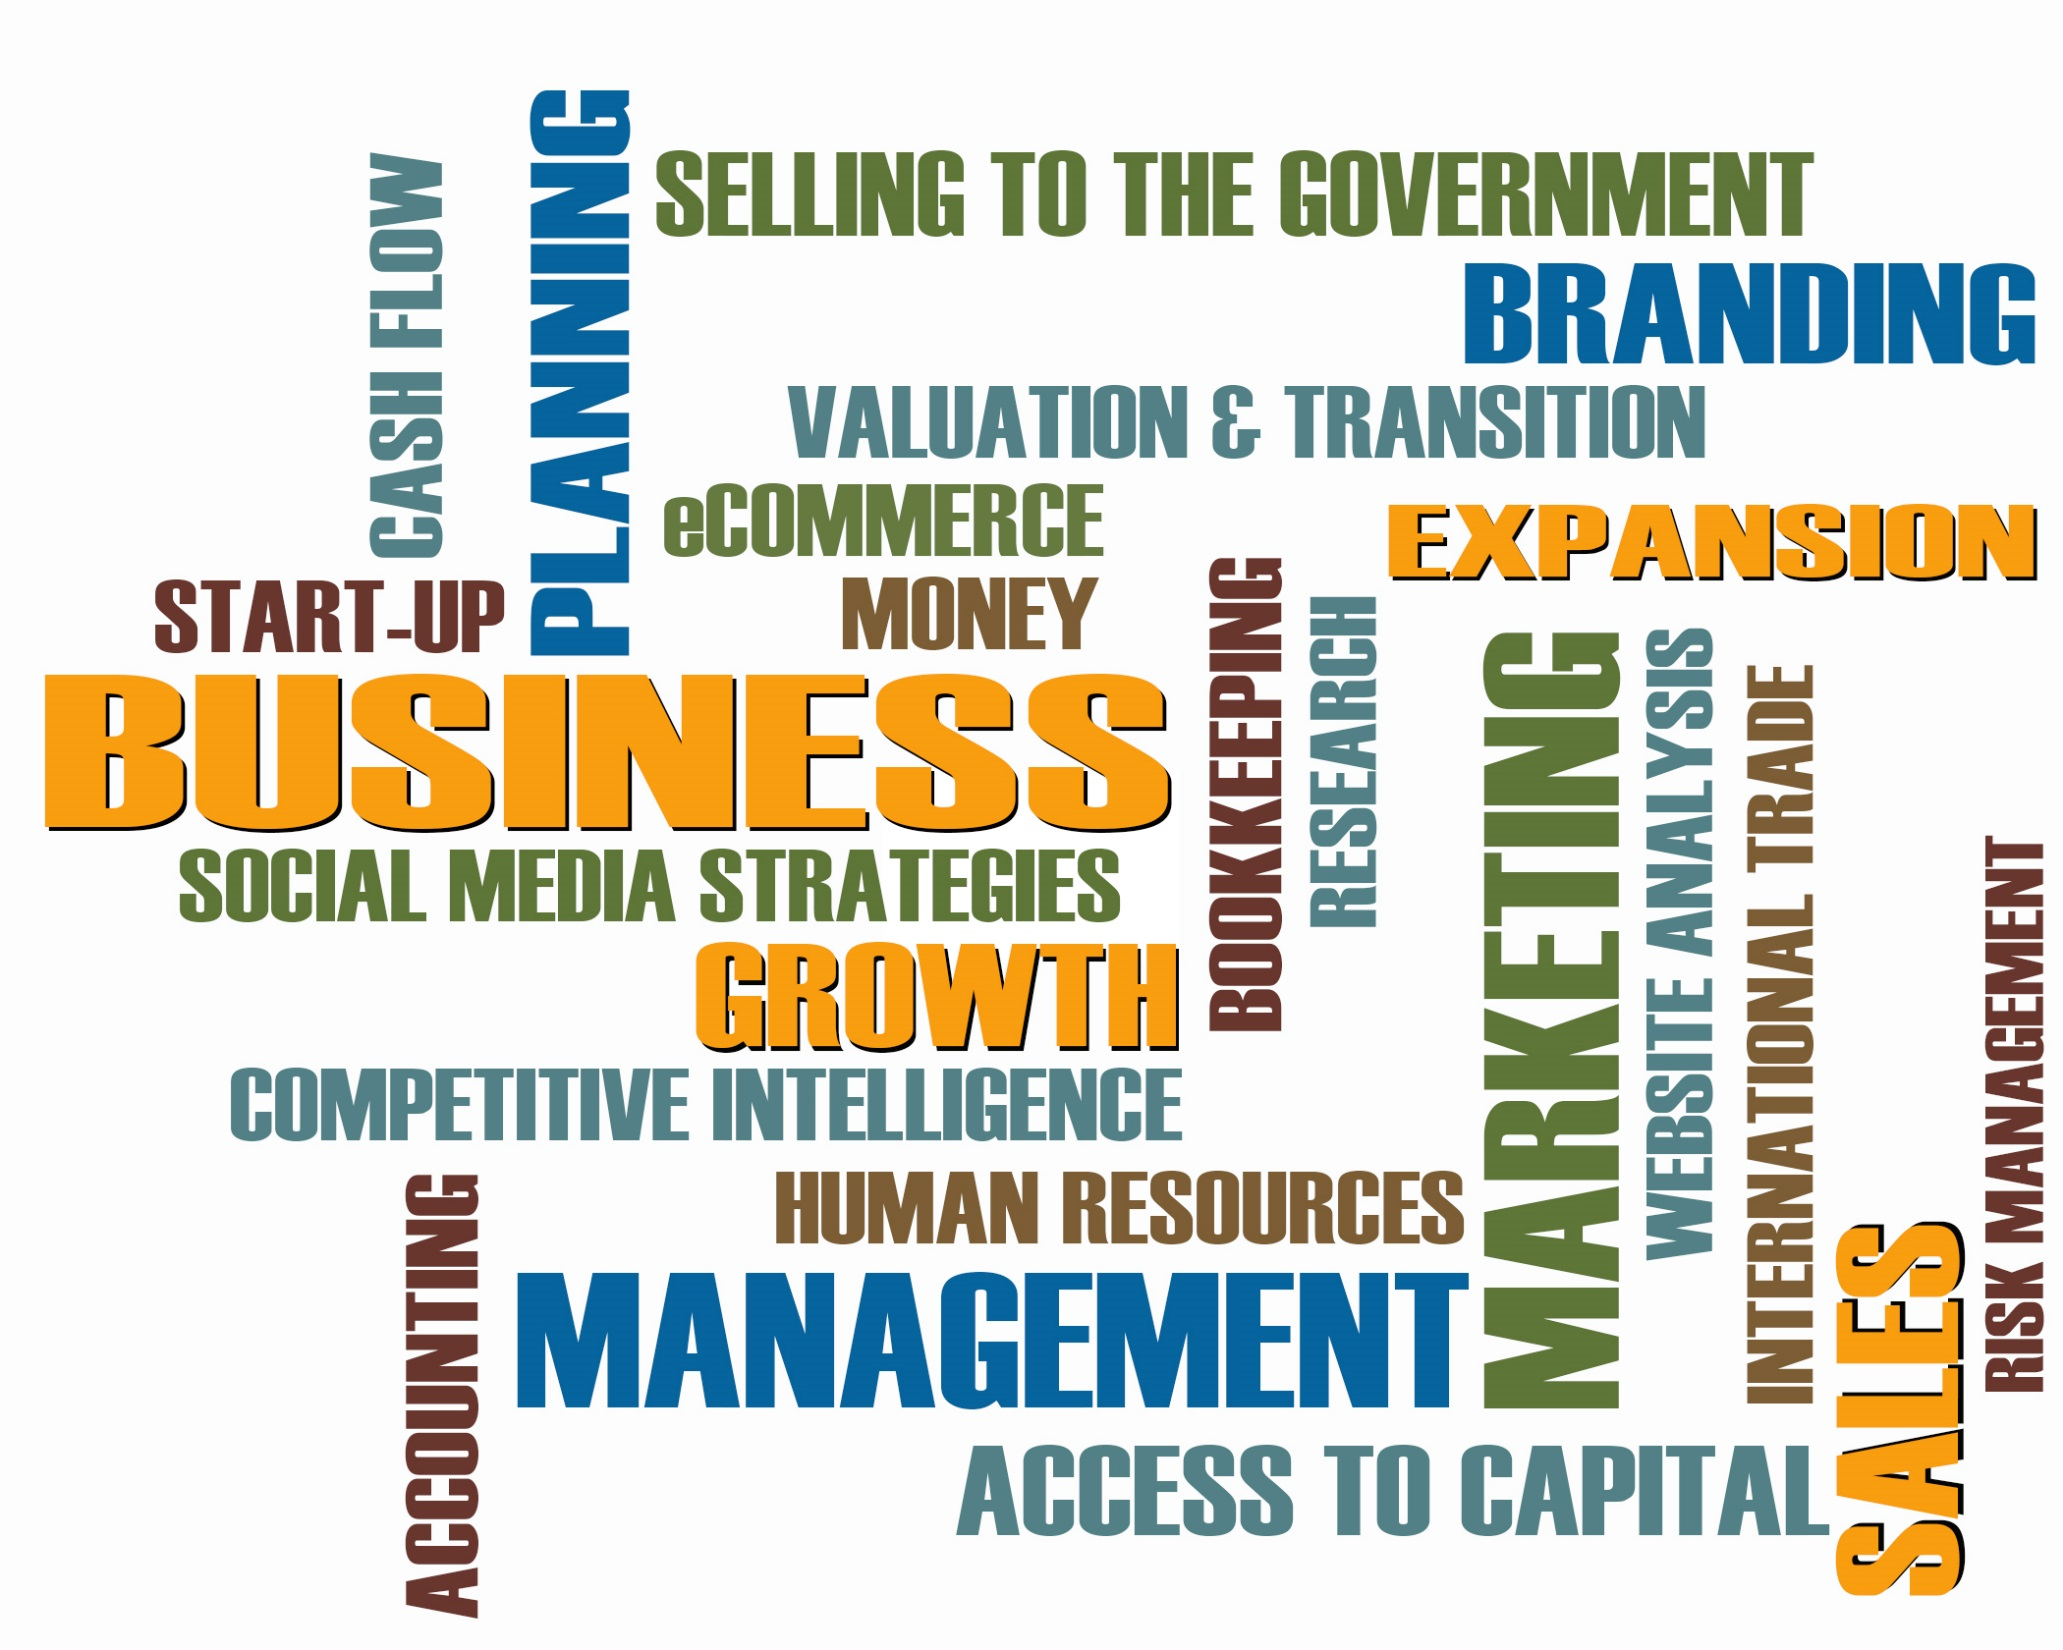 CASH FLOW
PLANNING
SELLING TO THE GOVERNMENT
BRANDING
VALUATION & TRANSITION
eCOMMERCE
EXPANSION
START-UP
MONEY
BUSINESS
BOOKKEEPING
RESEARCH
MARKETING
WEBSITE ANALYSIS
INTERNATIONAL TRADE
RISK MANAGEMENT
SOCIAL MEDIA STRATEGIES
GROWTH
COMPETITIVE INTELLIGENCE
ACCOUNTING
HUMAN RESOURCES
MANAGEMENT
SALES
ACCESS TO CAPITAL